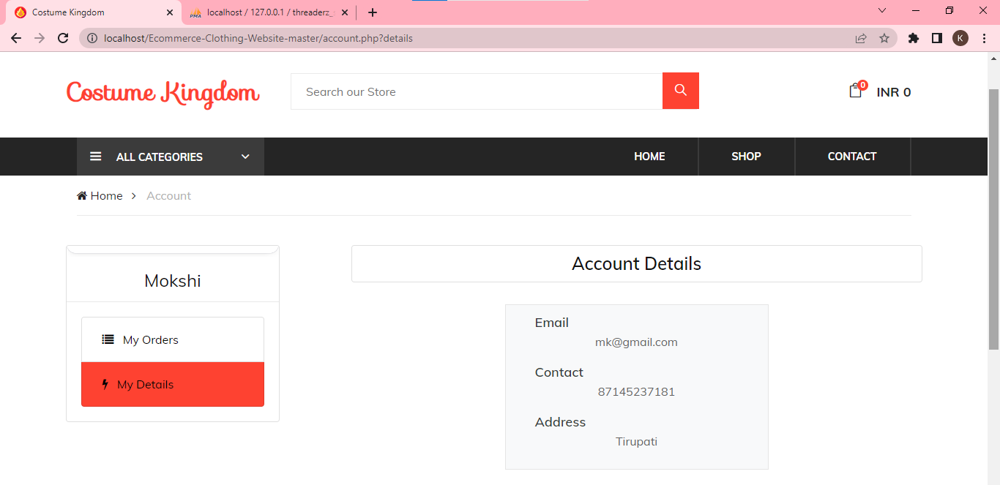 Costume Kingdom
localhost / 127.0.0.1 / threaderz_
localhost/Ecommerce-Clothing-Website-master/account.php?details
K
Costume Kingdom
Search our Store
0
INR 0
ALL CATEGORIES
HOME
SHOP
CONTACT
Home > Account
Mokshi
My Orders
My Details
Account Details
Email
mk@gmail.com
Contact
87145237181
Address
Tirupati